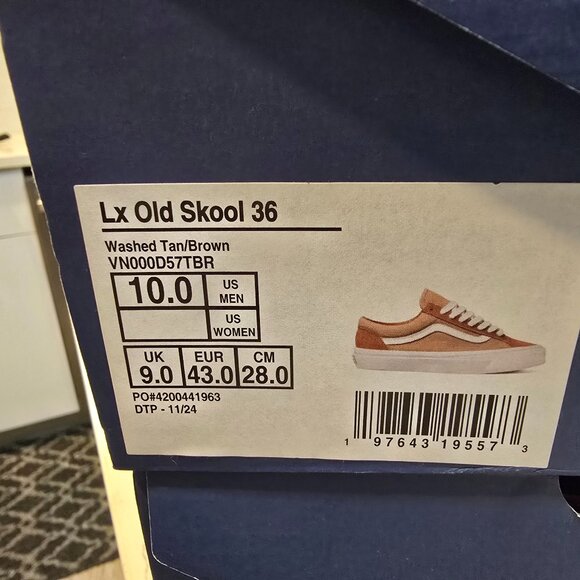 Lx Old Skool 36
Washed Tan/Brown
VN000D57TBR
10.0 US MEN
US WOMEN
UK EUR CM
9.0 43.0 28.0
PO#4200441963
DTP - 11/24
1 97643 19557 3